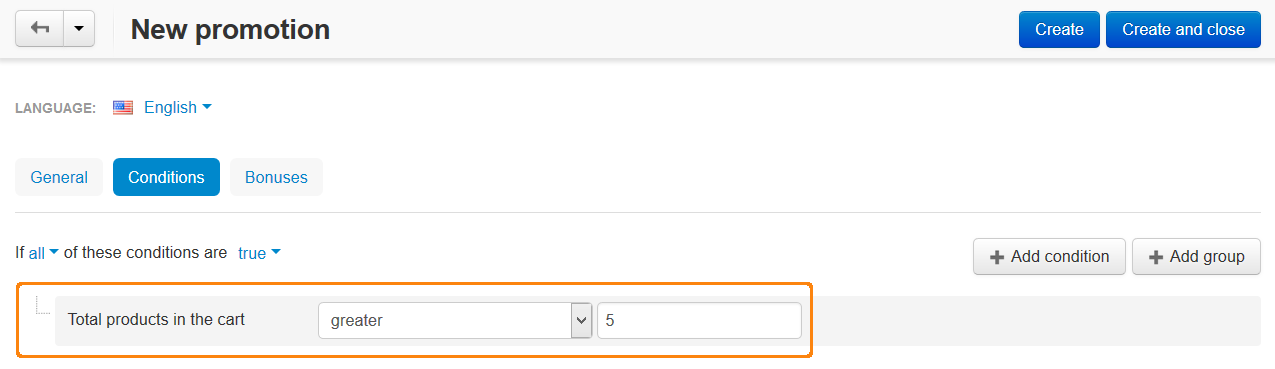 New promotion Create Create and close
LANGUAGE: English
General Conditions Bonuses
If all of these conditions are true Add condition Add group
Total products in the cart greater 5